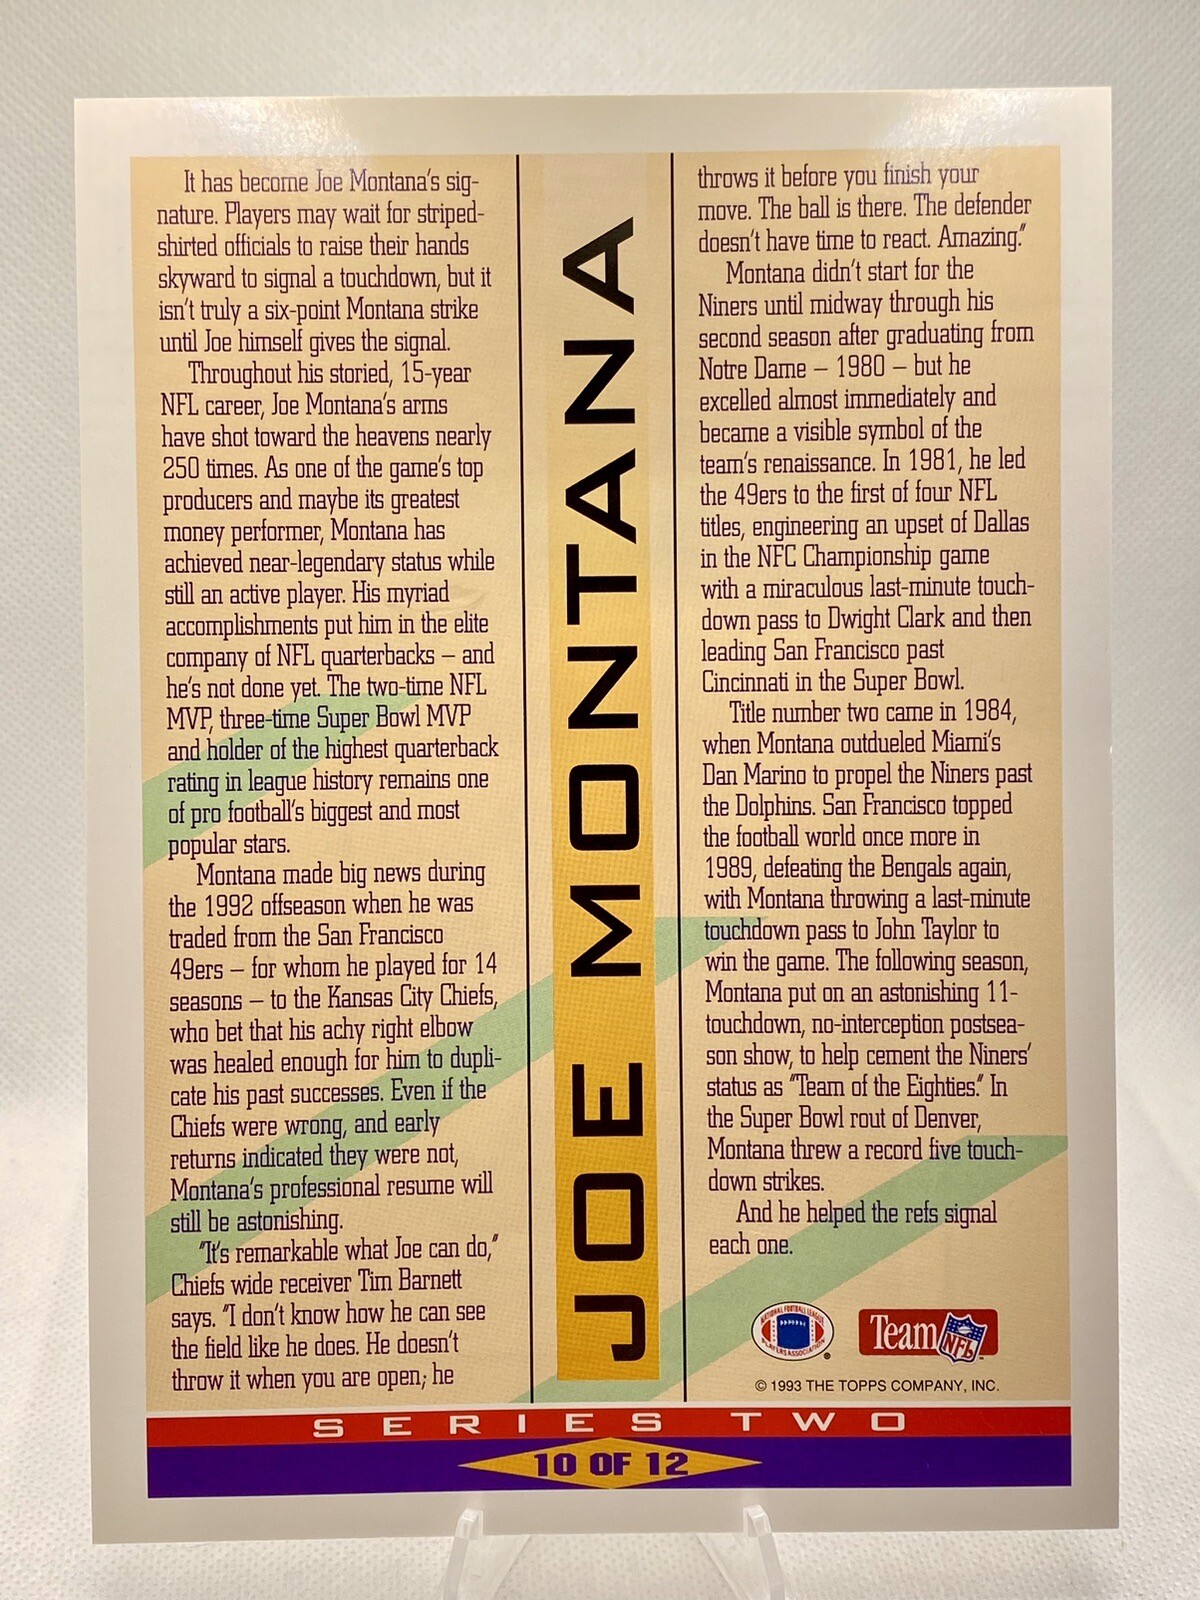 It has become Joe Montana's sig-
nature. Players may wait for striped-
shirted officials to raise their hands
skyward to signal a touchdown, but it
isn't truly a six-point Montana strike
until Joe himself gives the signal.
Throughout his storied, 15-year
NFL career, Joe Montana's arms
have shot toward the heavens nearly
250 times. As one of the game's top
producers and maybe its greatest
money performer, Montana has
achieved near-legendary status while
still an active player. His myriad
accomplishments put him in the elite
company of NFL quarterbacks – and
he's not done yet. The two-time NFL
MVP, three-time Super Bowl MVP
and holder of the highest quarterback
rating in league history remains one
of pro football's biggest and most
popular stars.
Montana made big news during
the 1992 offseason when he was
traded from the San Francisco
49ers – for whom he played for 14
seasons – to the Kansas City Chiefs,
who bet that his achy right elbow
was healed enough for him to dupli-
cate his past successes. Even if the
Chiefs were wrong, and early
returns indicated they were not,
Montana's professional resume will
still be astonishing.
"It's remarkable what Joe can do,"
Chiefs wide receiver Tim Barnett
says. "I don't know how he can see
the field like he does. He doesn't
throw it when you are open; he
JOE MONTANA
throws it before you finish your
move. The ball is there. The defender
doesn't have time to react. Amazing."
Montana didn't start for the
Niners until midway through his
second season after graduating from
Notre Dame – 1980 – but he
excelled almost immediately and
became a visible symbol of the
team's renaissance. In 1981, he led
the 49ers to the first of four NFL
titles, engineering an upset of Dallas
in the NFC Championship game
with a miraculous last-minute touch-
down pass to Dwight Clark and then
leading San Francisco past
Cincinnati in the Super Bowl.
Title number two came in 1984,
when Montana outdueled Miami's
Dan Marino to propel the Niners past
the Dolphins. San Francisco topped
the football world once more in
1989, defeating the Bengals again,
with Montana throwing a last-minute
touchdown pass to John Taylor to
win the game. The following season,
Montana put on an astonishing 11-
touchdown, no-interception postsea-
son show, to help cement the Niners'
status as "Team of the Eighties." In
the Super Bowl rout of Denver,
Montana threw a record five touch-
down strikes.
And he helped the refs signal
each one.
NATIONAL FOOTBALL LEAGUE
PLAYERS ASSOCIATION
®
Team NFL
™
© 1993 THE TOPPS COMPANY, INC.
SERIES TWO
10 OF 12